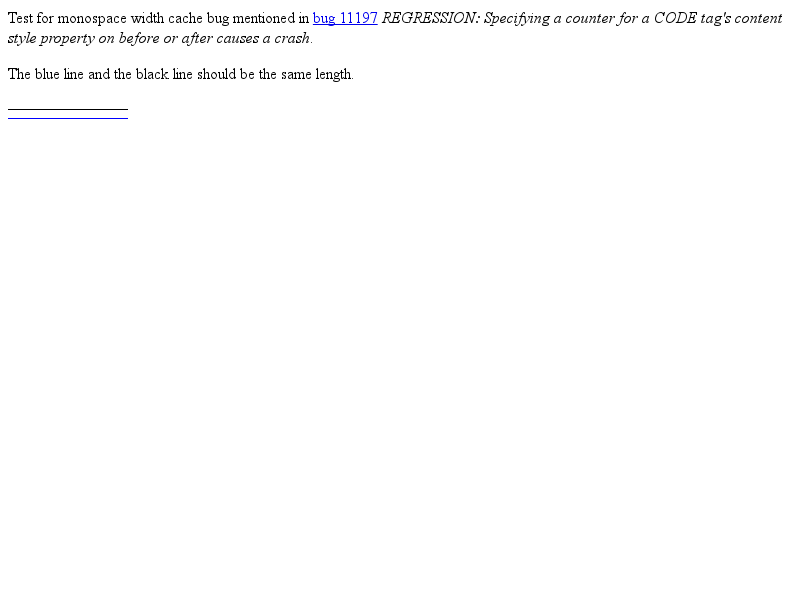 Test for monospace width cache bug mentioned in bug 11197 REGRESSION: Specifying a counter for a CODE tag's content
style property on before or after causes a crash.
The blue line and the black line should be the same length.